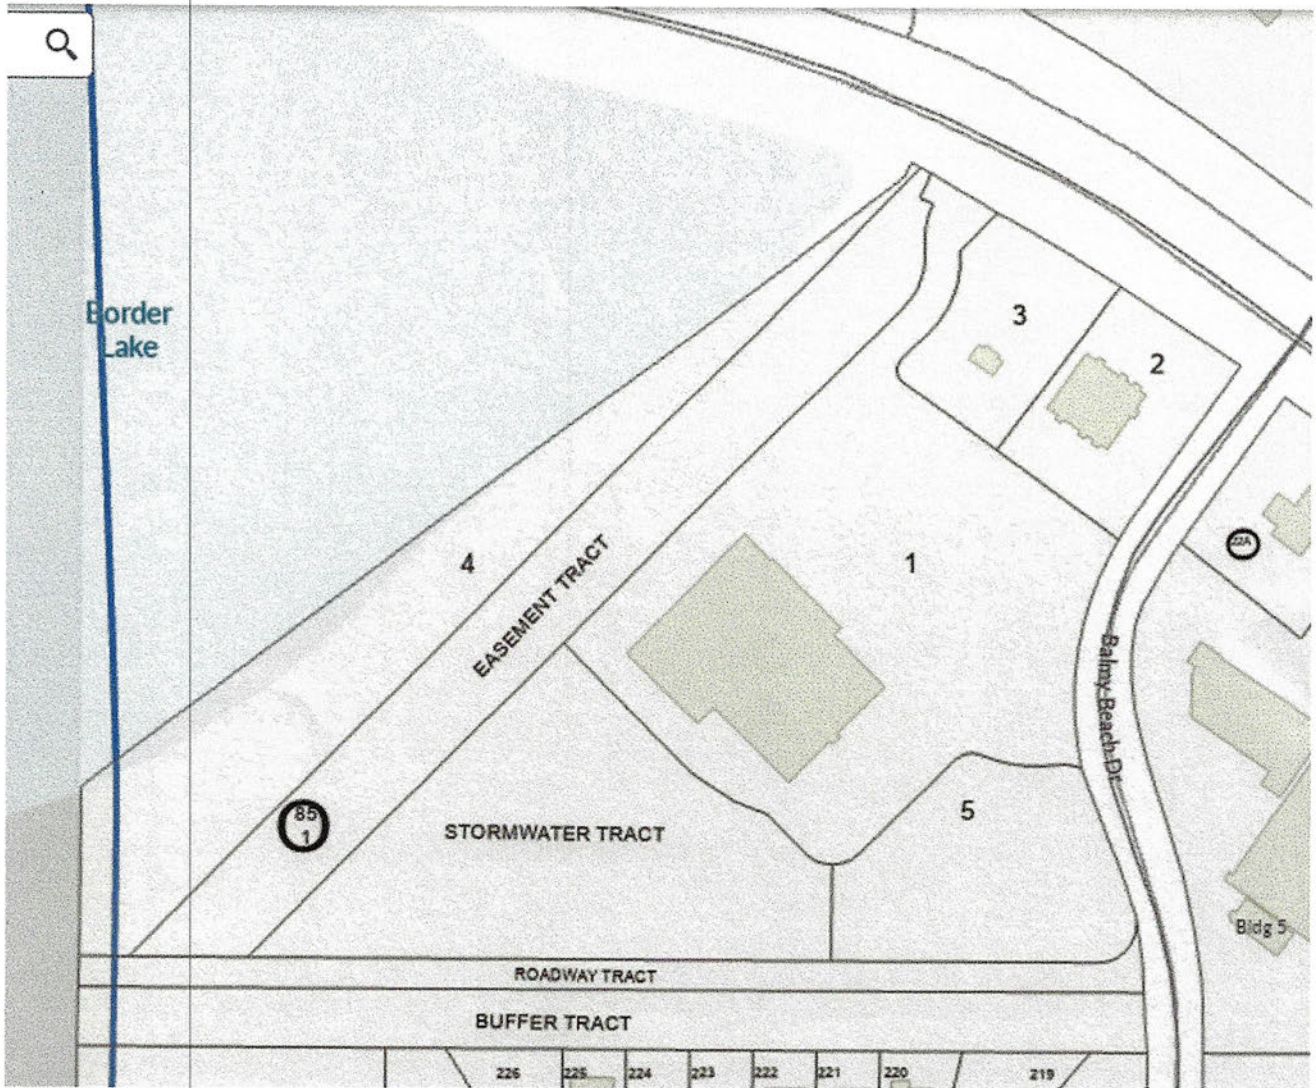 Border
Lake
3
2
4
EASEMENT TRACT
1
22A
Balmy Beach Dr
85
1
STORMWATER TRACT
5
Bldg 5
ROADWAY TRACT
BUFFER TRACT
226 225 224 223 222 221 220 219